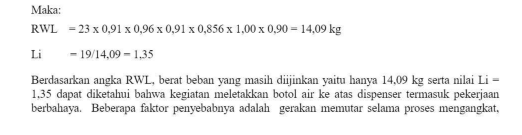 Maka:
RWL = 23 x 0,91 x 0,96 x 0,91 x 0,856 x 1,00 x 0,90 = 14,09 kg
Li = 19/14,09 = 1,35
Berdasarkan angka RWL, berat beban yang masih diijinkan yaitu hanya 14,09 kg serta nilai Li =
1,35 dapat diketahui bahwa kegiatan meletakkan botol air ke atas dispenser termasuk pekerjaan
berbahaya. Beberapa faktor penyebabnya adalah gerakan memutar selama proses mengangkat,